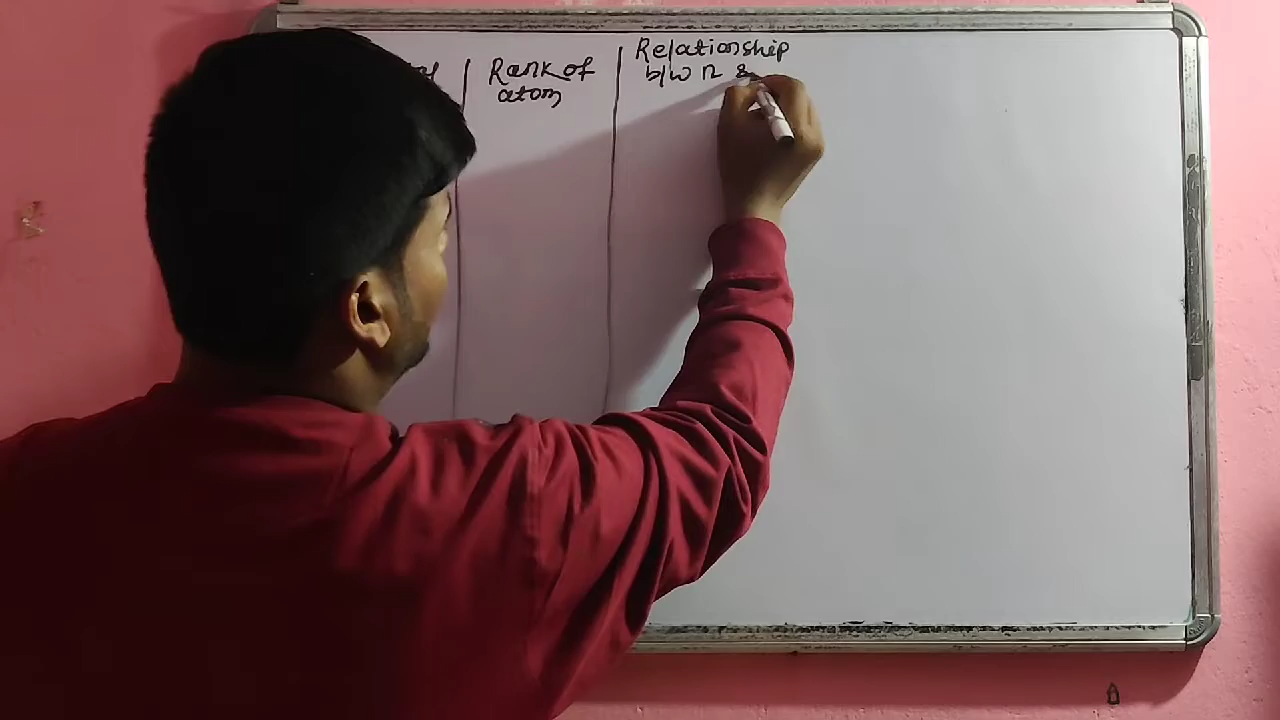 Rank of
atom
Relationship
b/w n &